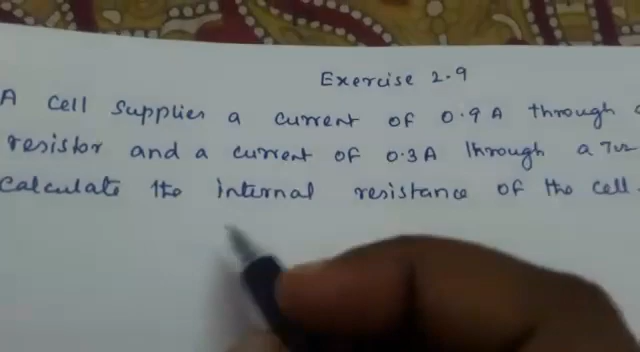 Exercise 2.9
A cell supplies a current of 0.9 A through a
resistor and a current of 0.3 A through a 7Ω
calculate the internal resistance of the cell.